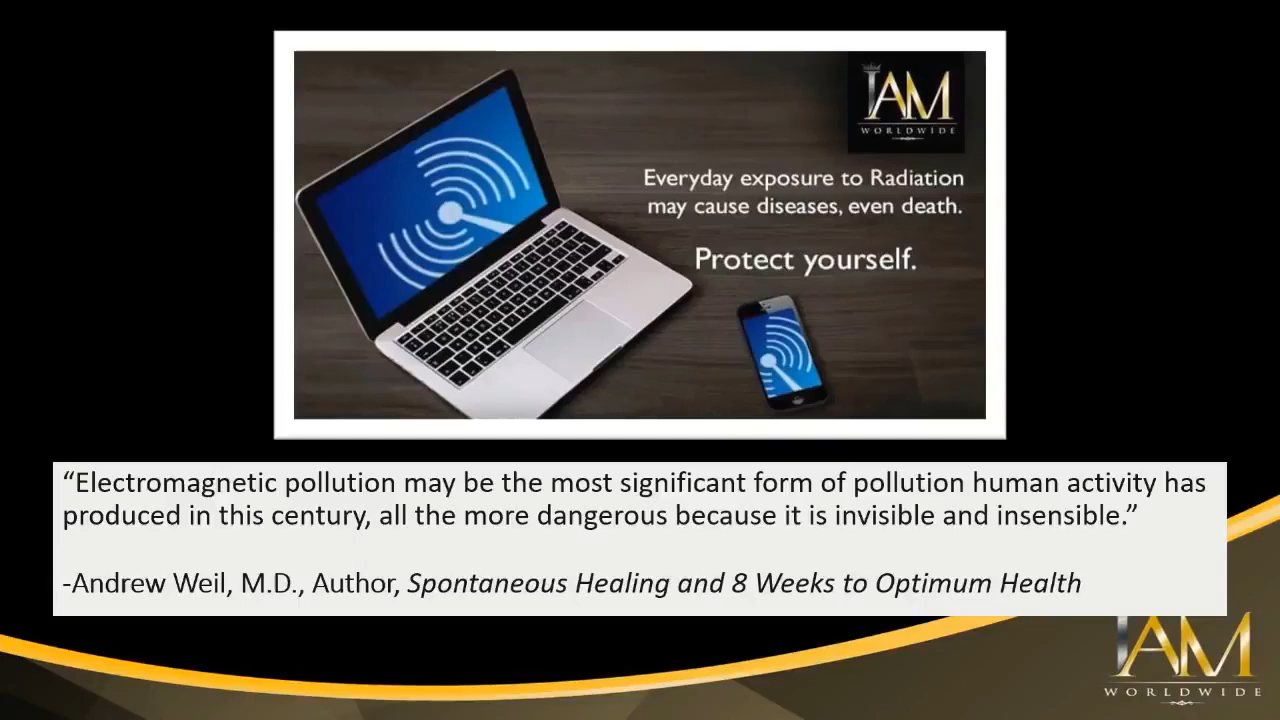 IAM
WORLDWIDE
Everyday exposure to Radiation
may cause diseases, even death.
Protect yourself.
“Electromagnetic pollution may be the most significant form of pollution human activity has
produced in this century, all the more dangerous because it is invisible and insensible.”
-Andrew Weil, M.D., Author, Spontaneous Healing and 8 Weeks to Optimum Health
IAM
WORLDWIDE